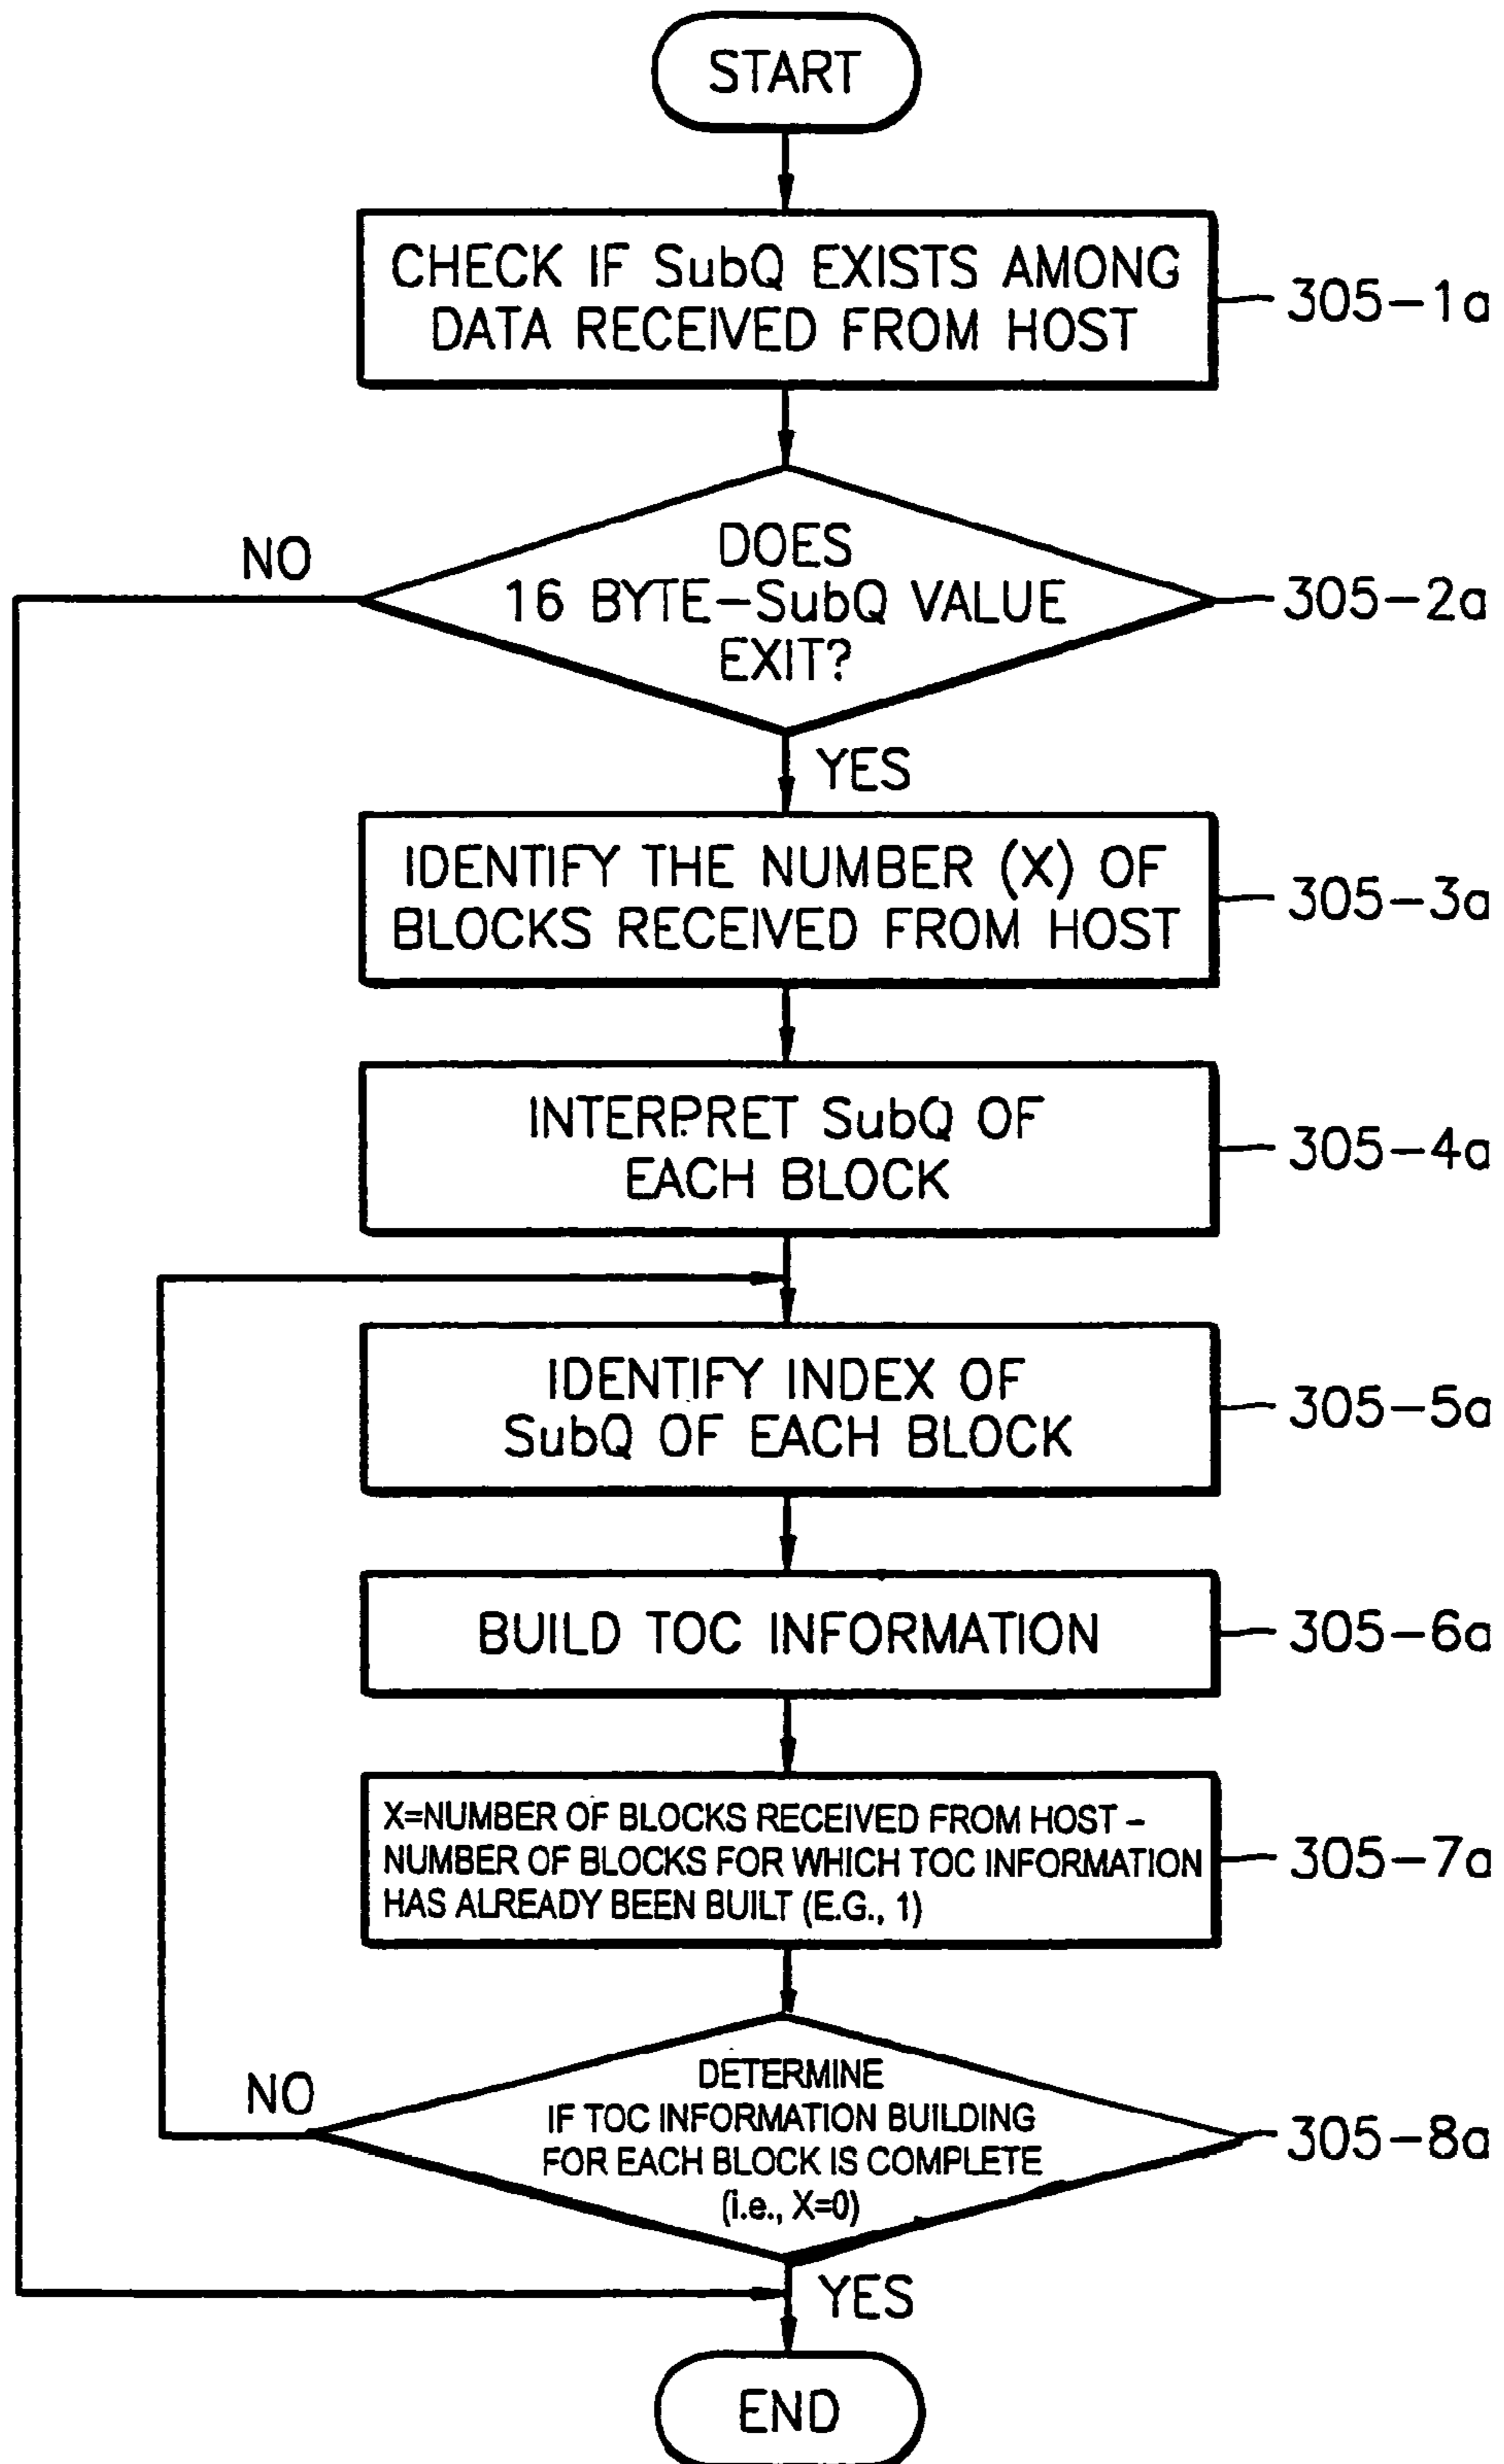 START
CHECK IF SubQ EXISTS AMONG
DATA RECEIVED FROM HOST
305-1a
DOES
16 BYTE-SubQ VALUE
EXIT?
305-2a
NO
YES
IDENTIFY THE NUMBER (X) OF
BLOCKS RECEIVED FROM HOST
305-3a
INTERPRET SubQ OF
EACH BLOCK
305-4a
IDENTIFY INDEX OF
SubQ OF EACH BLOCK
305-5a
BUILD TOC INFORMATION
305-6a
X=NUMBER OF BLOCKS RECEIVED FROM HOST -
NUMBER OF BLOCKS FOR WHICH TOC INFORMATION
HAS ALREADY BEEN BUILT (E.G., 1)
305-7a
DETERMINE
IF TOC INFORMATION BUILDING
FOR EACH BLOCK IS COMPLETE
(i.e., X=0)
305-8a
NO
YES
END